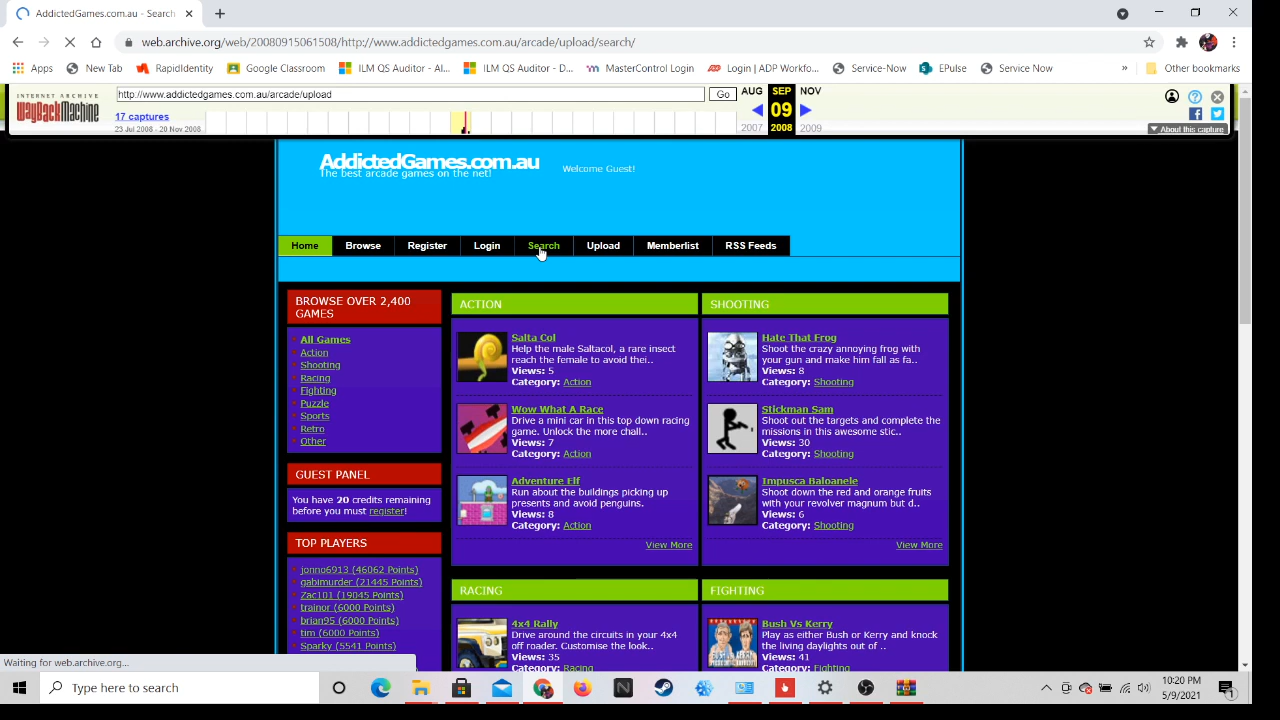 AddictedGames.com.au - Search
web.archive.org/web/20080915061508/http://www.addictedgames.com.au/arcade/upload/search/
Apps New Tab RapidIdentity Google Classroom ILM QS Auditor - Al... ILM QS Auditor - D... MasterControl Login Login | ADP Workfo... Service-Now EPulse Service Now » Other bookmarks
INTERNET ARCHIVE
WayBackMachine
http://www.addictedgames.com.au/arcade/upload Go
17 captures
23 Jul 2008 - 20 Nov 2008
AUG SEP NOV
09
2007 2008 2009
About this capture
AddictedGames.com.au
The best arcade games on the net!
Welcome Guest!
Home Browse Register Login Search Upload Memberlist RSS Feeds
BROWSE OVER 2,400
GAMES
All Games
Action
Shooting
Racing
Fighting
Puzzle
Sports
Retro
Other
GUEST PANEL
You have 20 credits remaining
before you must register!
TOP PLAYERS
jonno6913 (46062 Points)
gabimurder (21445 Points)
Zac101 (19045 Points)
trainor (6000 Points)
brian95 (6000 Points)
tim (6000 Points)
Sparky (5541 Points)
ACTION
Salta Col
Help the male Saltacol, a rare insect
reach the female to avoid thei..
Views: 5
Category: Action
Wow What A Race
Drive a mini car in this top down racing
game. Unlock the more chall..
Views: 7
Category: Action
Adventure Elf
Run about the buildings picking up
presents and avoid penguins.
Views: 8
Category: Action
View More
SHOOTING
Hate That Frog
Shoot the crazy annoying frog with
your gun and make him fall as fa..
Views: 8
Category: Shooting
Stickman Sam
Shoot out the targets and complete the
missions in this awesome stic..
Views: 30
Category: Shooting
Impusca Baloanele
Shoot down the red and orange fruits
with your revolver magnum but d..
Views: 6
Category: Shooting
View More
RACING
4x4 Rally
Drive around the circuits in your 4x4
off roader. Customise the look..
Views: 35
Category: Racing
FIGHTING
Bush Vs Kerry
Play as either Bush or Kerry and knock
the living daylights out of ..
Views: 41
Category: Fighting
Waiting for web.archive.org...
Type here to search
10:20 PM
5/9/2021